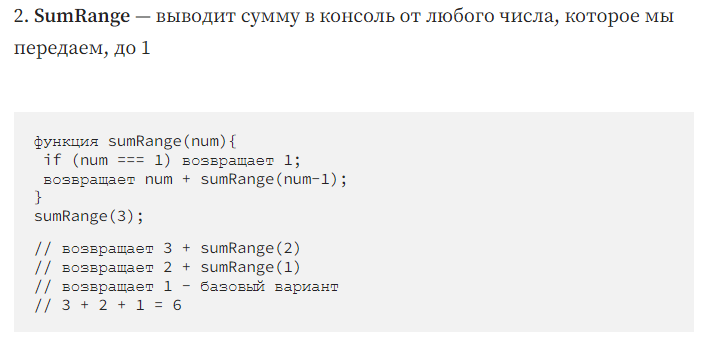 2. SumRange — выводит сумму в консоль от любого числа, которое мы
передаем, до 1
функция sumRange(num){
if (num === 1) возвращает 1;
возвращает num + sumRange(num-1);
}
sumRange(3);
// возвращает 3 + sumRange(2)
// возвращает 2 + sumRange(1)
// возвращает 1 - базовый вариант
// 3 + 2 + 1 = 6